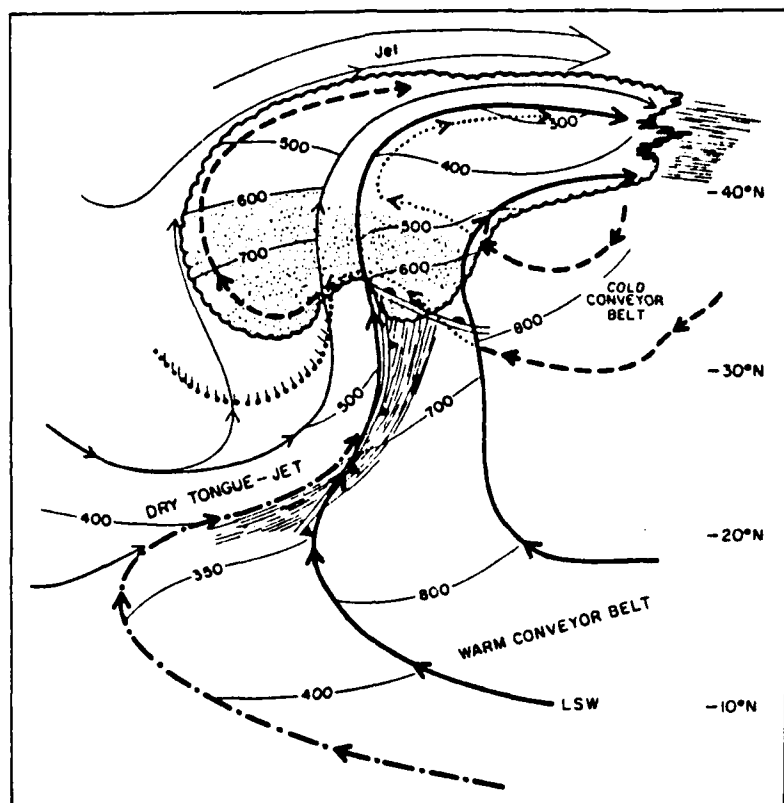 Jet
500
300
400
–40°N
600
500
700
600
COLD
CONVEYOR
BELT
800
–30°N
500
700
DRY TONGUE–JET
400
–20°N
350
800
WARM CONVEYOR BELT
400
LSW
–10°N